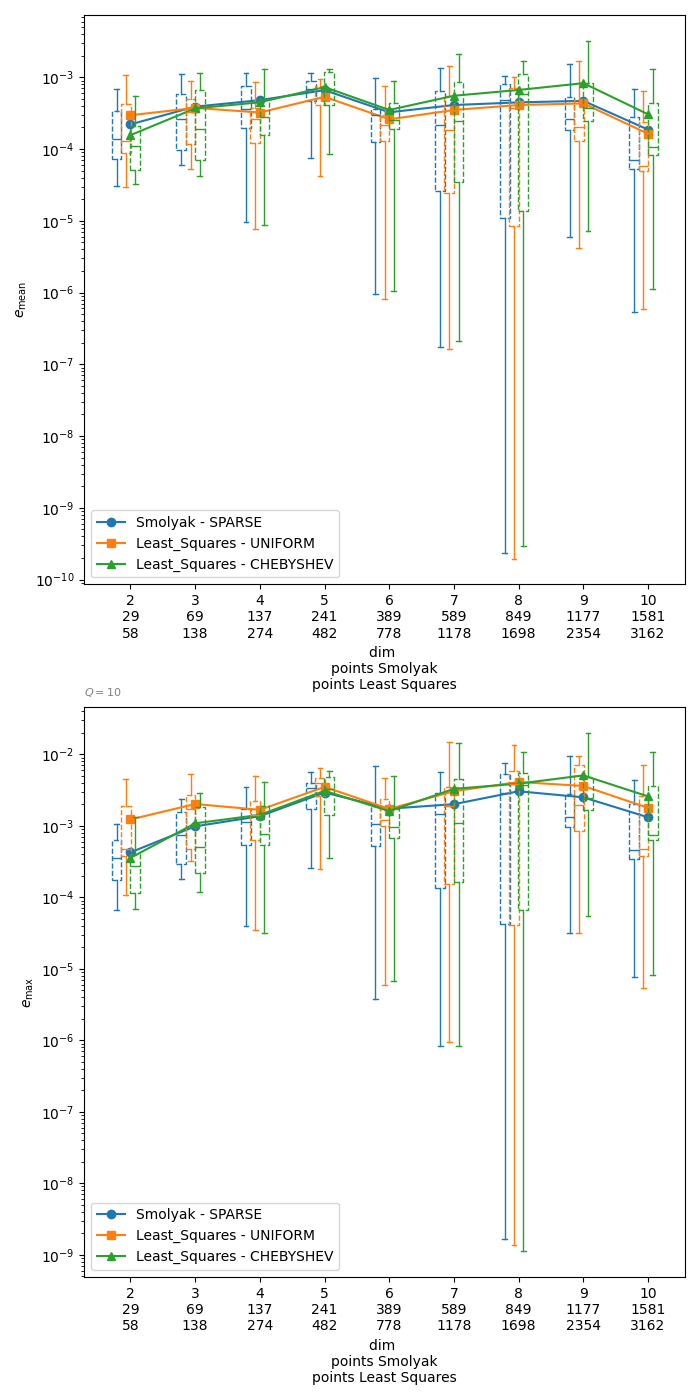 10⁻³
10⁻⁴
10⁻⁵
10⁻⁶
10⁻⁷
10⁻⁸
10⁻⁹
10⁻¹⁰
e_mean
Smolyak - SPARSE
Least_Squares - UNIFORM
Least_Squares - CHEBYSHEV
2 3 4 5 6 7 8 9 10
29 69 137 241 389 589 849 1177 1581
58 138 274 482 778 1178 1698 2354 3162
dim
points Smolyak
points Least Squares
Q = 10
10⁻²
10⁻³
10⁻⁴
10⁻⁵
10⁻⁶
10⁻⁷
10⁻⁸
10⁻⁹
e_max
Smolyak - SPARSE
Least_Squares - UNIFORM
Least_Squares - CHEBYSHEV
2 3 4 5 6 7 8 9 10
29 69 137 241 389 589 849 1177 1581
58 138 274 482 778 1178 1698 2354 3162
dim
points Smolyak
points Least Squares